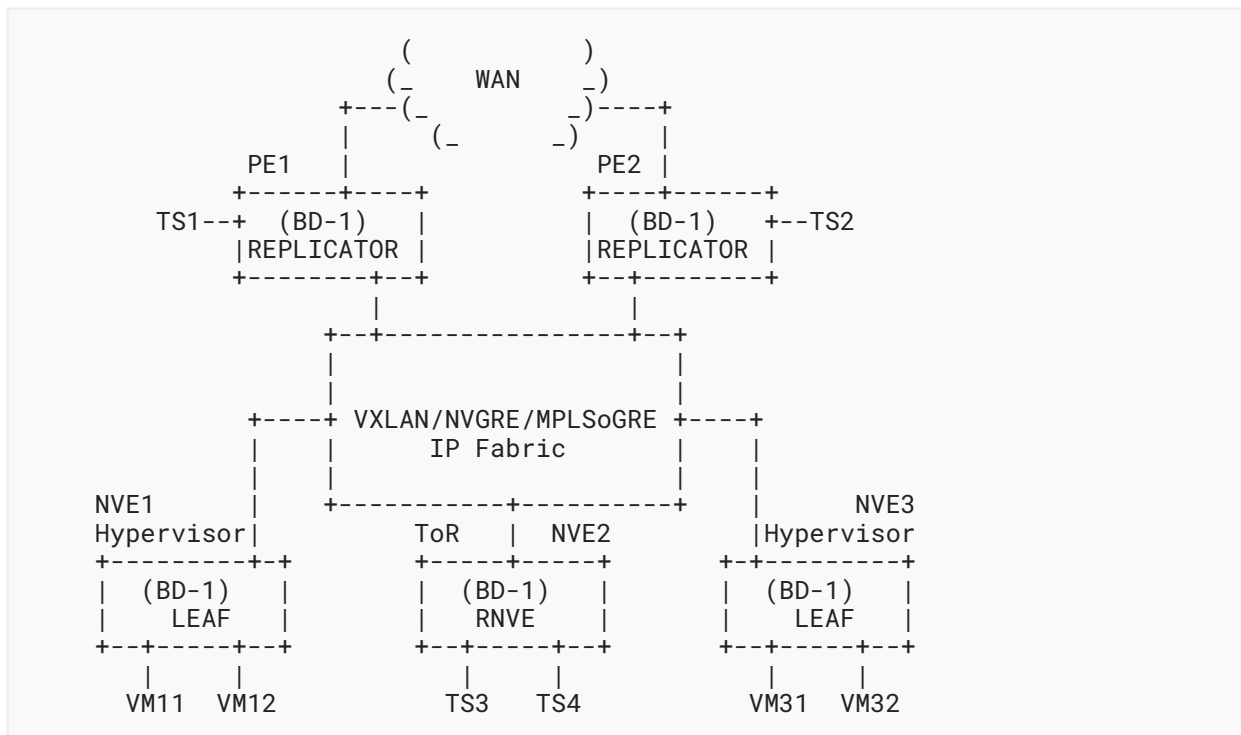 WAN
PE1 PE2
TS1 (BD-1) (BD-1) TS2
REPLICATOR REPLICATOR
VXLAN/NVGRE/MPLSoGRE
IP Fabric
NVE1 NVE3
Hypervisor ToR NVE2 Hypervisor
(BD-1) (BD-1) (BD-1)
LEAF RNVE LEAF
VM11 VM12 TS3 TS4 VM31 VM32